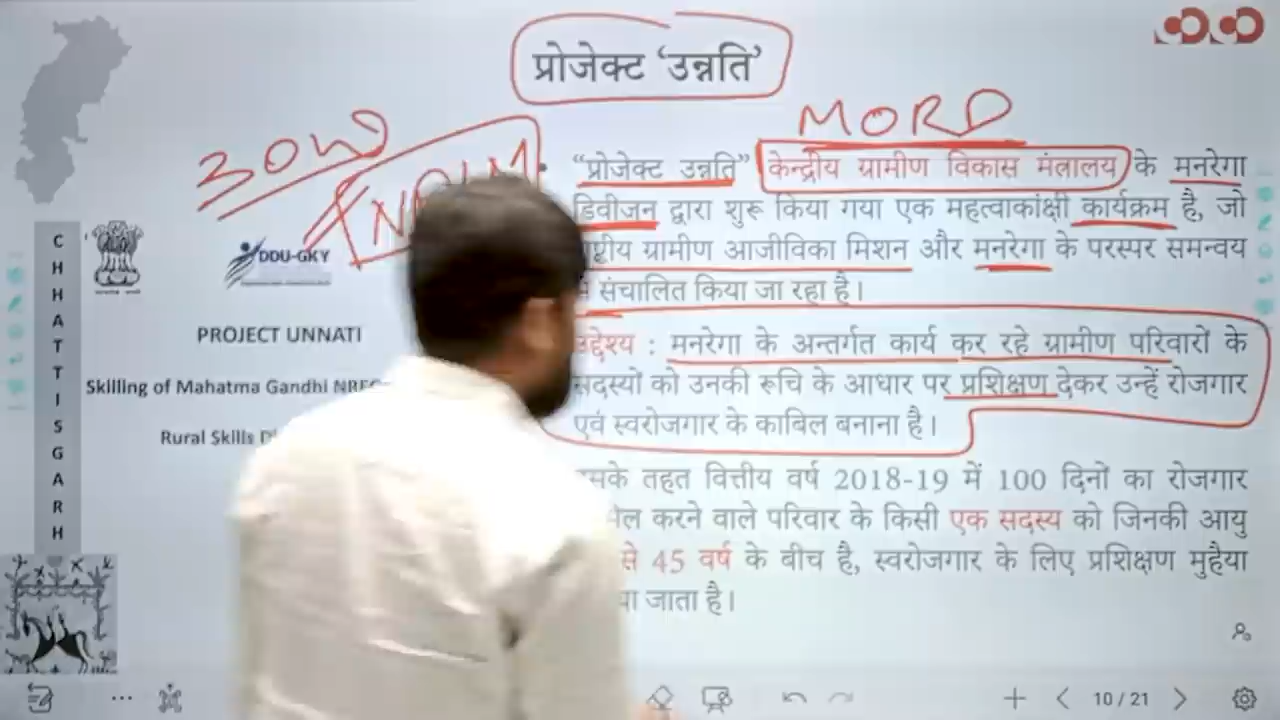 प्रोजेक्ट ‘उन्नति’
MORD
“प्रोजेक्ट उन्नति” केन्द्रीय ग्रामीण विकास मंत्रालय के मनरेगा
डिवीजन द्वारा शुरू किया गया एक महत्वाकांक्षी कार्यक्रम है, जो
ग्रामीण आजीविका मिशन और मनरेगा के परस्पर समन्वय
संचालित किया जा रहा है।
उद्देश्य : मनरेगा के अन्तर्गत कार्य कर रहे ग्रामीण परिवारों के
सदस्यों को उनकी रूचि के आधार पर प्रशिक्षण देकर उन्हें रोजगार
एवं स्वरोजगार के काबिल बनाना है।
तहत वित्तीय वर्ष 2018-19 में 100 दिनों का रोजगार
करने वाले परिवार के किसी एक सदस्य को जिनकी आयु
से 45 वर्ष के बीच है, स्वरोजगार के लिए प्रशिक्षण मुहैया
जाता है।
DDU-GKY
PROJECT UNNATI
Skilling of Mahatma Gandhi
Rural Skills
CHHATTISGARH
10 / 21